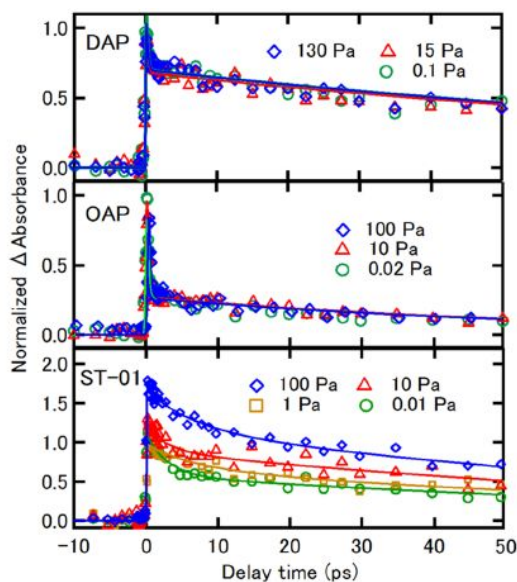 1.0
DAP
130 Pa
15 Pa
0.1 Pa
0.5
0.0
1.0
OAP
100 Pa
10 Pa
0.02 Pa
0.5
0.0
2.0
ST-01
100 Pa
10 Pa
1 Pa
0.01 Pa
1.5
1.0
0.5
0.0
-10 0 10 20 30 40 50
Delay time (ps)
Normalized Δ Absorbance